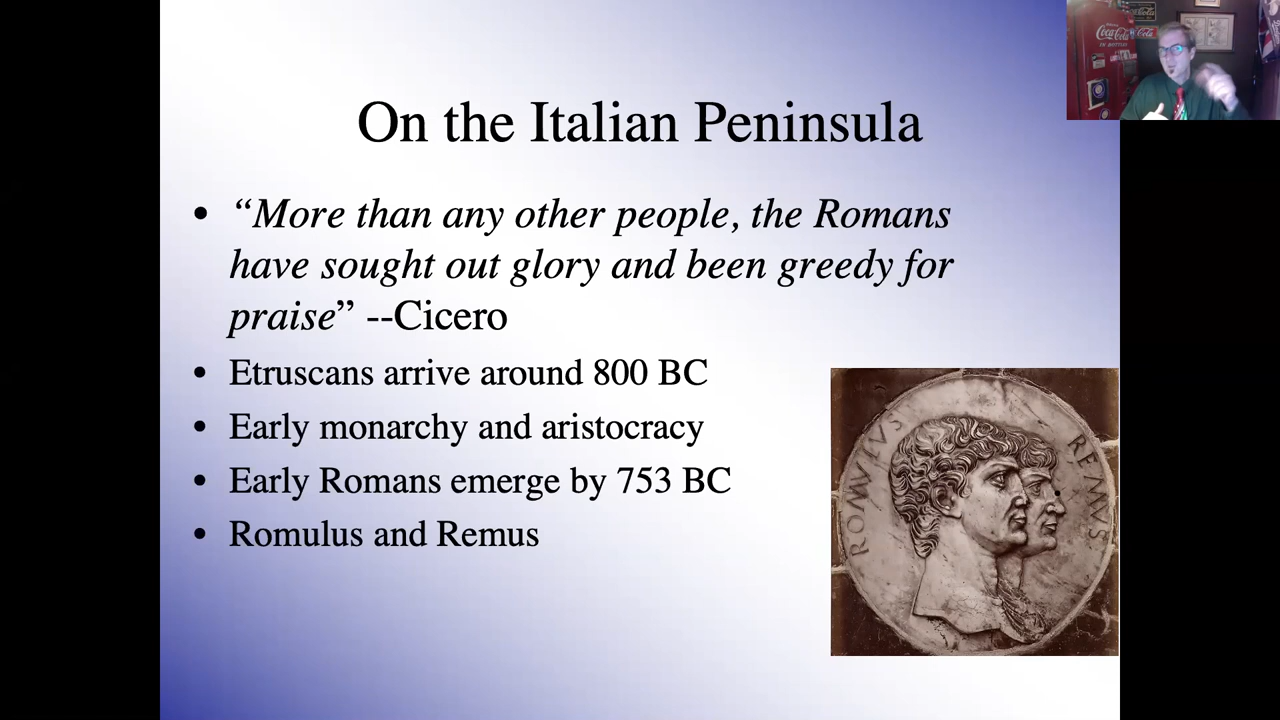 On the Italian Peninsula
• “More than any other people, the Romans
have sought out glory and been greedy for
praise” --Cicero
• Etruscans arrive around 800 BC
• Early monarchy and aristocracy
• Early Romans emerge by 753 BC
• Romulus and Remus
ROMVLVS
REMVS
Coca-Cola